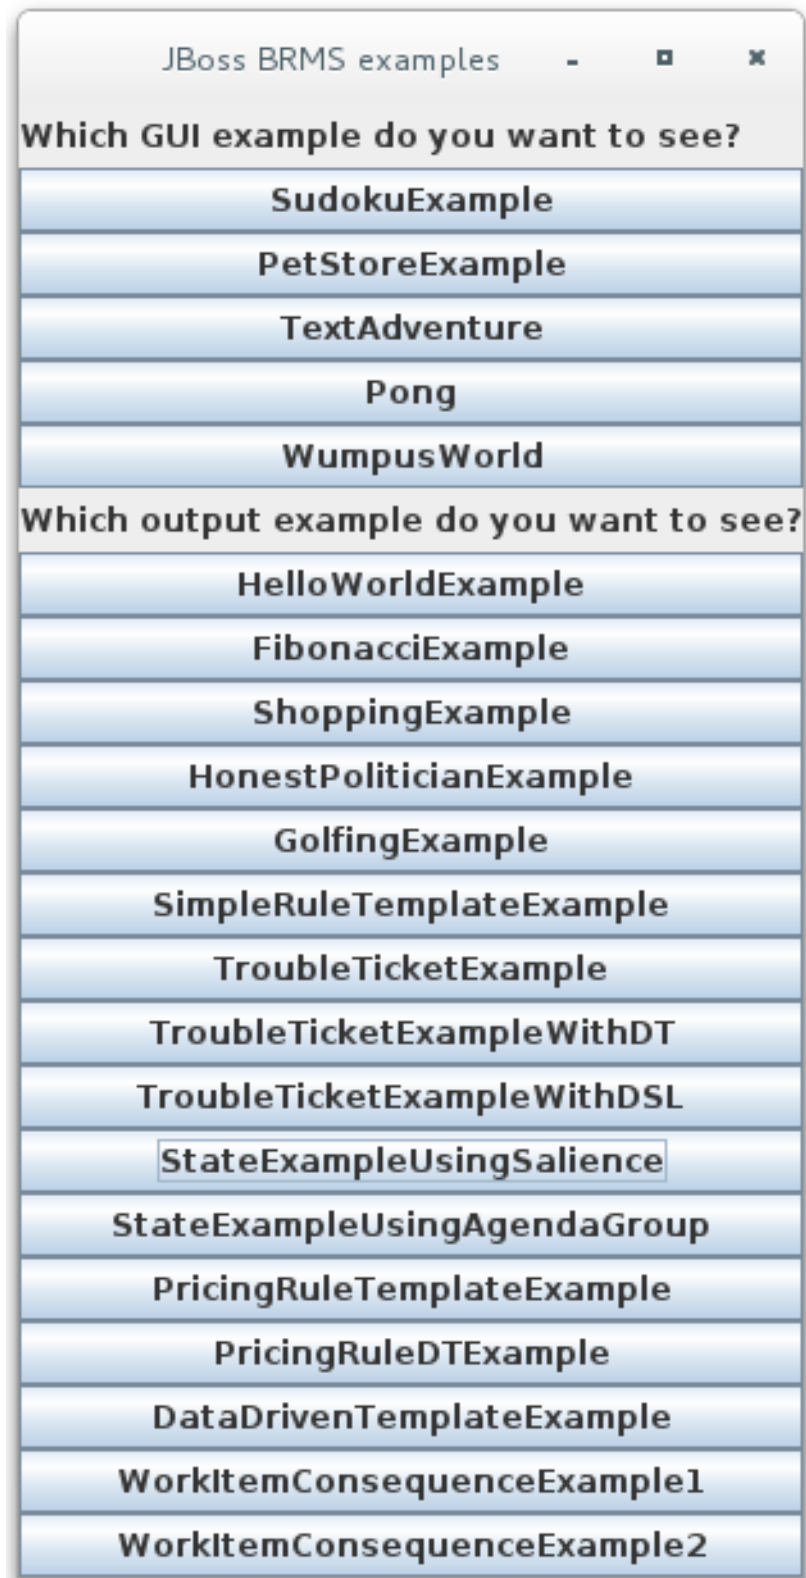 JBoss BRMS examples
Which GUI example do you want to see?
SudokuExample
PetStoreExample
TextAdventure
Pong
WumpusWorld
Which output example do you want to see?
HelloWorldExample
FibonacciExample
ShoppingExample
HonestPoliticianExample
GolfingExample
SimpleRuleTemplateExample
TroubleTicketExample
TroubleTicketExampleWithDT
TroubleTicketExampleWithDSL
StateExampleUsingSalience
StateExampleUsingAgendaGroup
PricingRuleTemplateExample
PricingRuleDTExample
DataDrivenTemplateExample
WorkItemConsequenceExample1
WorkItemConsequenceExample2